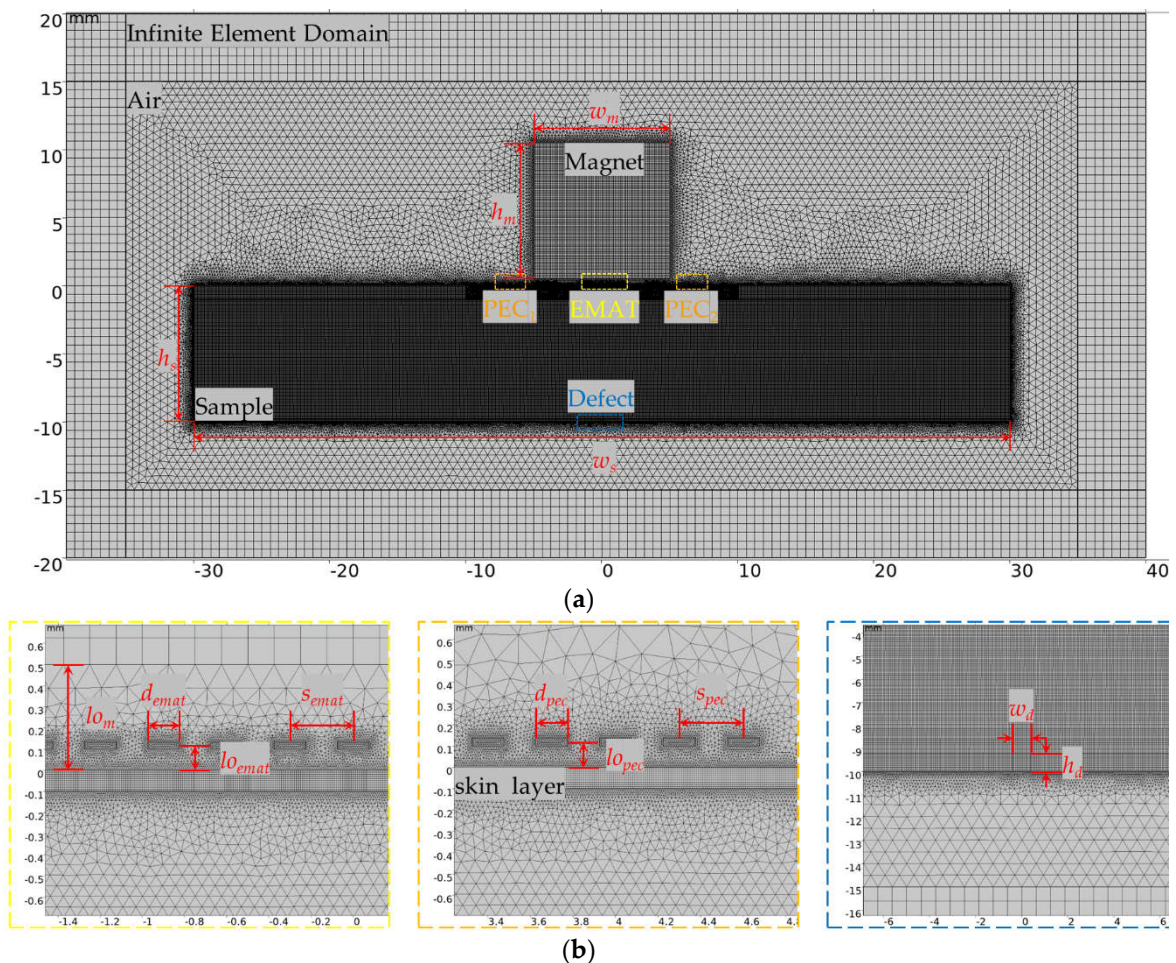 20
mm
Infinite Element Domain
15
Air
w_m
10
Magnet
h_m
5
0
PEC_1
EMAT
PEC_2
h_s
-5
Defect
Sample
-10
w_s
-15
-20
-30
-20
-10
0
10
20
30
40
(a)
mm
0.6
0.5
0.4
0.3
0.2
0.1
0
-0.1
-0.2
-0.3
-0.4
-0.5
-0.6
d_emat
s_emat
lo_m
lo_emat
-1.4
-1.2
-1
-0.8
-0.6
-0.4
-0.2
0
mm
0.6
0.5
0.4
0.3
0.2
0.1
0
-0.1
-0.2
-0.3
-0.4
-0.5
-0.6
d_pec
s_pec
lo_pec
skin layer
3.4
3.6
3.8
4
4.2
4.4
4.6
mm
-4
-5
-6
-7
-8
-9
-10
-11
-12
-13
-14
-15
-16
w_d
h_d
-6
-4
-2
0
2
4
6
(b)